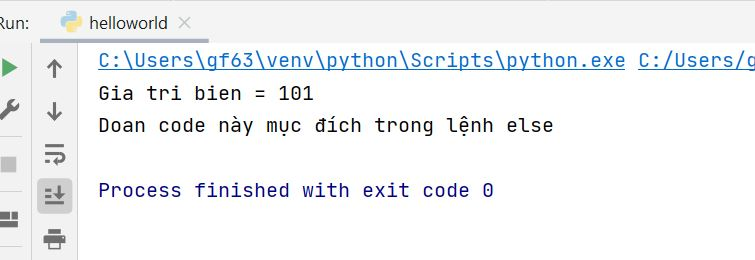 Run: helloworld
C:\Users\gf63\venv\python\Scripts\python.exe C:/Users/g
Gia tri bien = 101
Doan code này mục đích trong lệnh else
Process finished with exit code 0